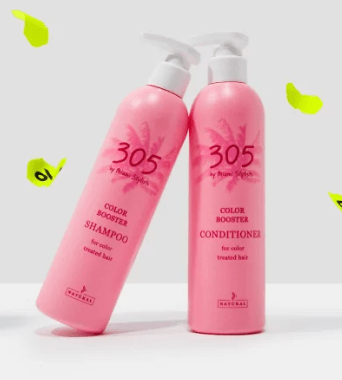 305
by Miami Stylists
COLOR
BOOSTER
SHAMPOO
for color
treated hair
NATURAL
305
by Miami Stylists
COLOR
BOOSTER
CONDITIONER
for color
treated hair
NATURAL